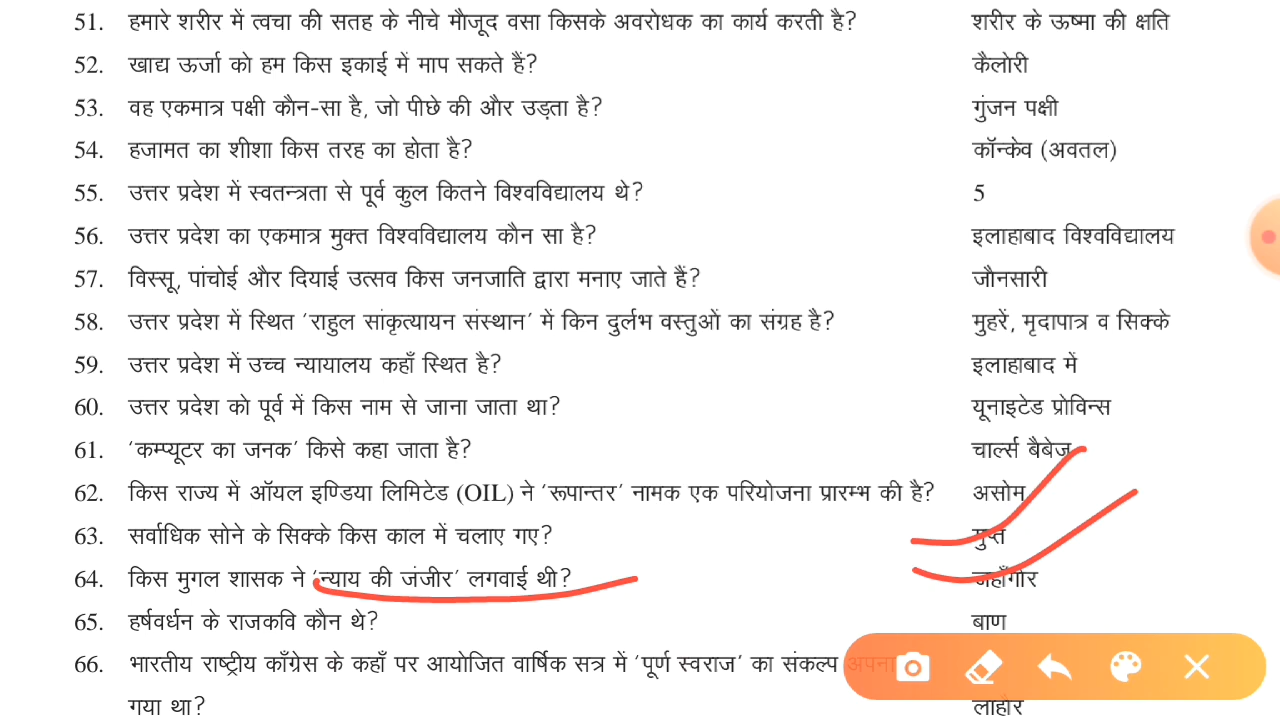 51. हमारे शरीर में त्वचा की सतह के नीचे मौजूद वसा किसके अवरोधक का कार्य करती है? शरीर के ऊष्मा की क्षति
52. खाद्य ऊर्जा को हम किस इकाई में माप सकते हैं? कैलोरी
53. वह एकमात्र पक्षी कौन-सा है, जो पीछे की और उड़ता है? गुंजन पक्षी
54. हजामत का शीशा किस तरह का होता है? कॉन्केव (अवतल)
55. उत्तर प्रदेश में स्वतन्त्रता से पूर्व कुल कितने विश्वविद्यालय थे? 5
56. उत्तर प्रदेश का एकमात्र मुक्त विश्वविद्यालय कौन सा है? इलाहाबाद विश्वविद्यालय
57. विस्सू, पांचोई और दियाई उत्सव किस जनजाति द्वारा मनाए जाते हैं? जौनसारी
58. उत्तर प्रदेश में स्थित 'राहुल सांकृत्यायन संस्थान' में किन दुर्लभ वस्तुओं का संग्रह है? मुहरें, मृदापात्र व सिक्के
59. उत्तर प्रदेश में उच्च न्यायालय कहाँ स्थित है? इलाहाबाद में
60. उत्तर प्रदेश को पूर्व में किस नाम से जाना जाता था? यूनाइटेड प्रोविन्स
61. 'कम्प्यूटर का जनक' किसे कहा जाता है? चार्ल्स बैबेज
62. किस राज्य में ऑयल इण्डिया लिमिटेड (OIL) ने 'रूपान्तर' नामक एक परियोजना प्रारम्भ की है? असोम
63. सर्वाधिक सोने के सिक्के किस काल में चलाए गए? गुप्त
64. किस मुगल शासक ने 'न्याय की जंजीर' लगवाई थी? जहाँगीर
65. हर्षवर्धन के राजकवि कौन थे? बाण
66. भारतीय राष्ट्रीय काँग्रेस के कहाँ पर आयोजित वार्षिक सत्र में 'पूर्ण स्वराज' का संकल्प अपना
गया था? लाहौर